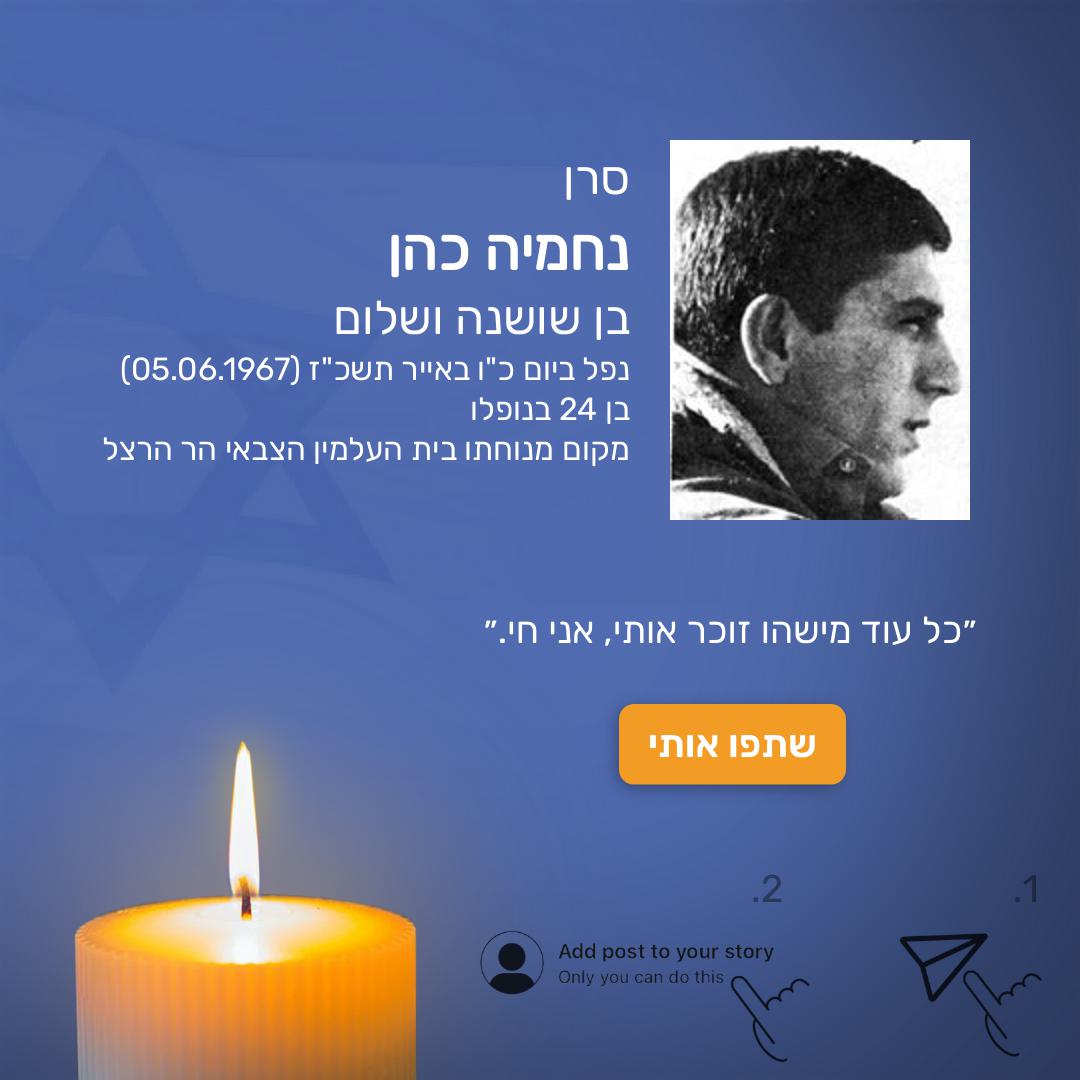 סרן
נחמיה כהן
בן שושנה ושלום
נפל ביום כ"ו באייר תשכ"ז (05.06.1967)
בן 24 בנופלו
מקום מנוחתו בית העלמין הצבאי הר הרצל
״כל עוד מישהו זוכר אותי, אני חי.״
שתפו אותי
1.
2.
Add post to your story
Only you can do this